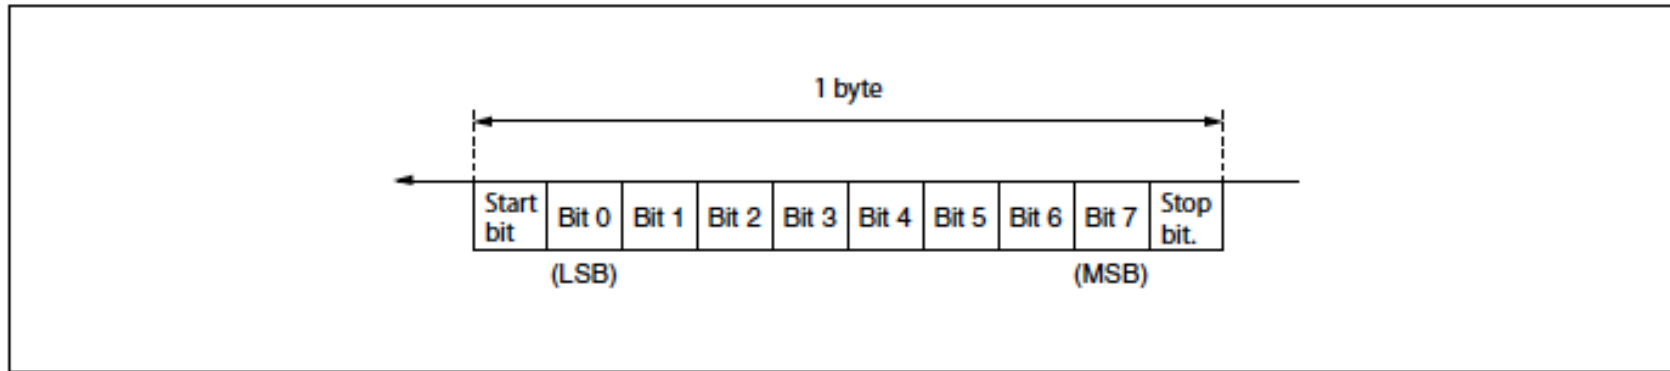 1 byte
Start bit Bit 0 Bit 1 Bit 2 Bit 3 Bit 4 Bit 5 Bit 6 Bit 7 Stop bit.
(LSB) (MSB)